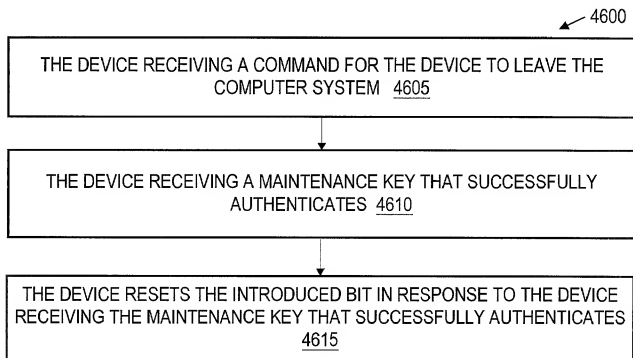 4600
THE DEVICE RECEIVING A COMMAND FOR THE DEVICE TO LEAVE THE
COMPUTER SYSTEM 4605
THE DEVICE RECEIVING A MAINTENANCE KEY THAT SUCCESSFULLY
AUTHENTICATES 4610
THE DEVICE RESETS THE INTRODUCED BIT IN RESPONSE TO THE DEVICE
RECEIVING THE MAINTENANCE KEY THAT SUCCESSFULLY AUTHENTICATES
4615